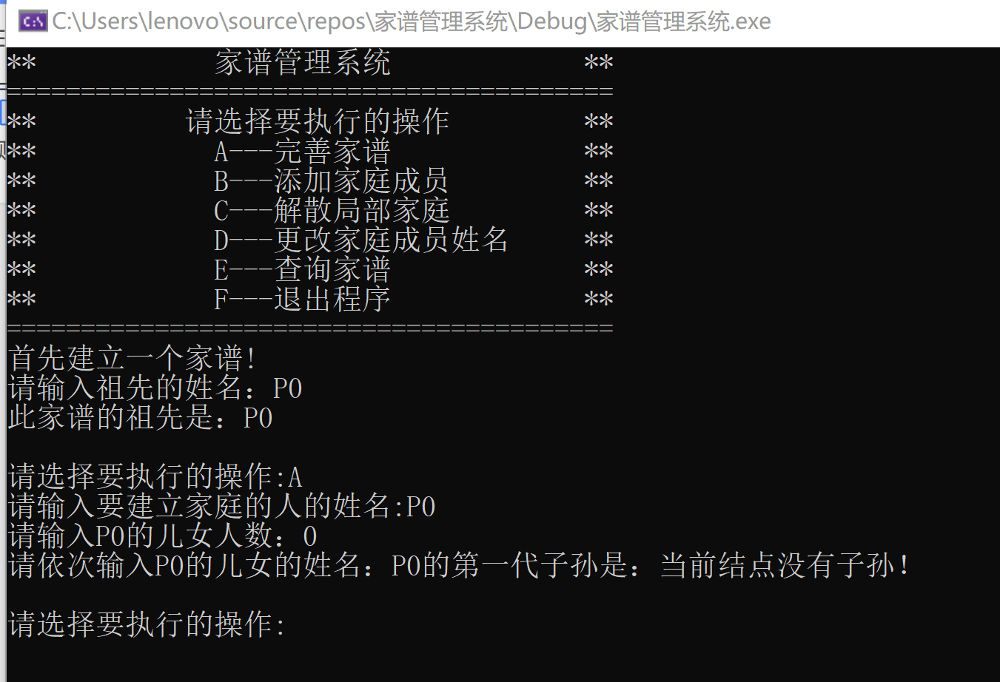 C:\Users\lenovo\source\repos\家谱管理系统\Debug\家谱管理系统.exe
** 家谱管理系统 **
=========================================
** 请选择要执行的操作 **
** A---完善家谱 **
** B---添加家庭成员 **
** C---解散局部家庭 **
** D---更改家庭成员姓名 **
** E---查询家谱 **
** F---退出程序 **
=========================================
首先建立一个家谱!
请输入祖先的姓名：P0
此家谱的祖先是：P0
请选择要执行的操作:A
请输入要建立家庭的人的姓名:P0
请输入P0的儿女人数：0
请依次输入P0的儿女的姓名：P0的第一代子孙是：当前结点没有子孙!
请选择要执行的操作: